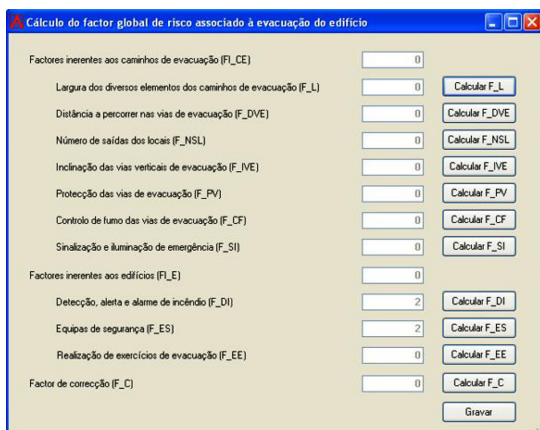 Cálculo do factor global de risco associado à evacuação do edifício
Factores inerentes aos caminhos de evacuação (FI_CE) 0
Largura dos diversos elementos dos caminhos de evacuação (F_L) 0 Calcular F_L
Distância a percorrer nas vias de evacuação (F_DVE) 0 Calcular F_DVE
Número de saídas dos locais (F_NSL) 0 Calcular F_NSL
Inclinação das vias verticais de evacuação (F_IVE) 0 Calcular F_IVE
Protecção das vias de evacuação (F_PV) 0 Calcular F_PV
Controlo de fumo das vias de evacuação (F_CF) 0 Calcular F_CF
Sinalização e iluminação de emergência (F_SI) 0 Calcular F_SI
Factores inerentes aos edifícios (FI_E) 0
Detecção, alerta e alarme de incêndio (F_DI) 2 Calcular F_DI
Equipas de segurança (F_ES) 2 Calcular F_ES
Realização de exercícios de evacuação (F_EE) 0 Calcular F_EE
Factor de correcção (F_C) 0 Calcular F_C
Gravar